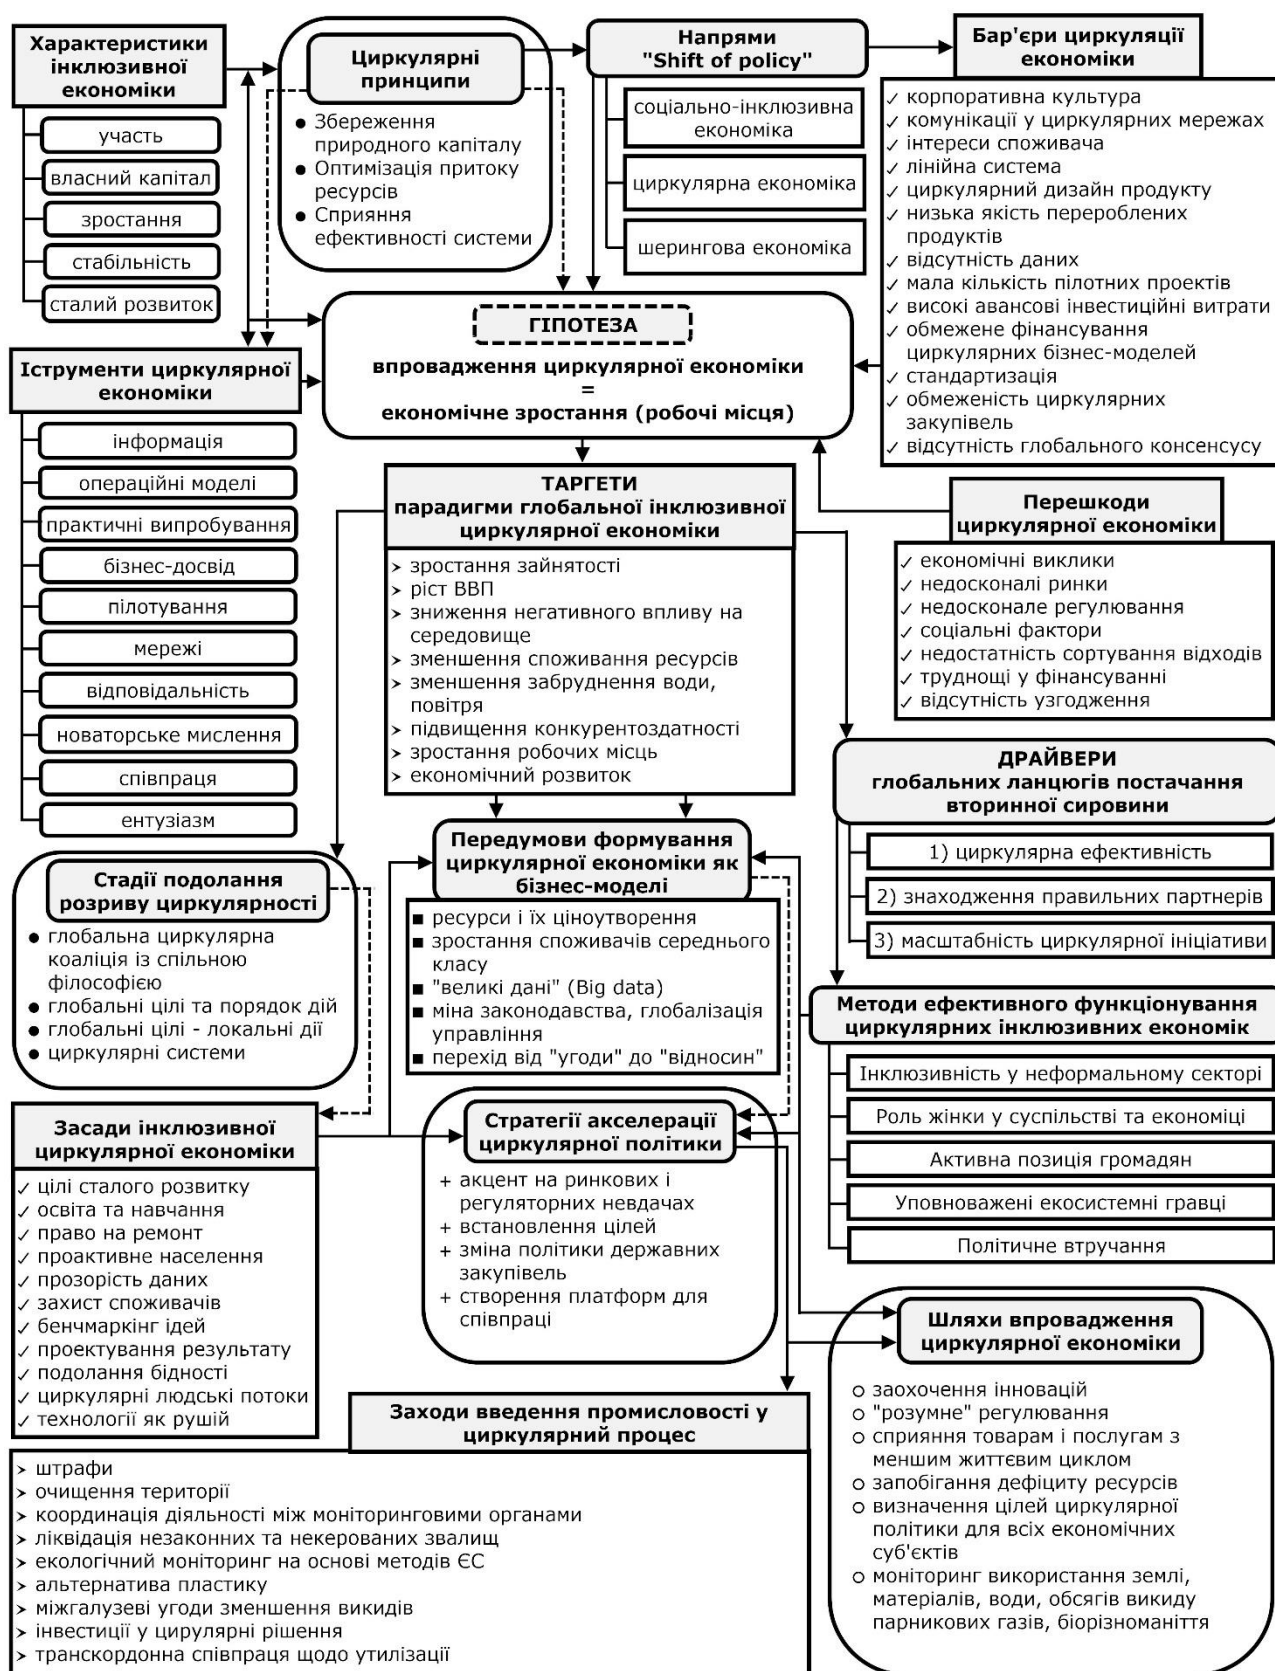 Характеристики
інклюзивної
економіки
участь
власний капітал
зростання
стабільність
сталий розвиток
Циркулярні
принципи
● Збереження
природного капіталу
● Оптимізація притоку
ресурсів
● Сприяння
ефективності системи
Напрями
"Shift of policy"
соціально-інклюзивна
економіка
циркулярна економіка
шерингова економіка
Бар'єри циркуляції
економіки
✓ корпоративна культура
✓ комунікації у циркулярних мережах
✓ інтереси споживача
✓ лінійна система
✓ циркулярний дизайн продукту
✓ низька якість перероблених
продуктів
✓ відсутність даних
✓ мала кількість пілотних проектів
✓ високі авансові інвестиційні витрати
✓ обмежене фінансування
циркулярних бізнес-моделей
✓ стандартизація
✓ обмеженість циркулярних
закупівель
✓ відсутність глобального консенсусу
ГІПОТЕЗА
впровадження циркулярної економіки
=
економічне зростання (робочі місця)
Іструменти циркулярної
економіки
інформація
операційні моделі
практичні випробування
бізнес-досвід
пілотування
мережі
відповідальність
новаторське мислення
співпраця
ентузіазм
ТАРГЕТИ
парадигми глобальної інклюзивної
циркулярної економіки
➢ зростання зайнятості
➢ ріст ВВП
➢ зниження негативного впливу на
середовище
➢ зменшення споживання ресурсів
➢ зменшення забруднення води,
повітря
➢ підвищення конкурентоздатності
➢ зростання робочих місць
➢ економічний розвиток
Перешкоди
циркулярної економіки
✓ економічні виклики
✓ недосконалі ринки
✓ недосконале регулювання
✓ соціальні фактори
✓ недостатність сортування відходів
✓ труднощі у фінансуванні
✓ відсутність узгодження
ДРАЙВЕРИ
глобальних ланцюгів постачання
вторинної сировини
1) циркулярна ефективність
2) знаходження правильних партнерів
3) масштабність циркулярної ініціативи
Стадії подолання
розриву циркулярності
● глобальна циркулярна
коаліція із спільною
філософією
● глобальні цілі та порядок дій
● глобальні цілі - локальні дії
● циркулярні системи
Передумови формування
циркулярної економіки як
бізнес-моделі
■ ресурси і їх ціноутворення
■ зростання споживачів середнього
класу
■ "великі дані" (Big data)
■ міна законодавства, глобалізація
управління
■ перехід від "угоди" до "відносин"
Методи ефективного функціонування
циркулярних інклюзивних економік
Інклюзивність у неформальному секторі
Роль жінки у суспільстві та економіці
Активна позиція громадян
Уповноважені екосистемні гравці
Політичне втручання
Засади інклюзивної
циркулярної економіки
✓ цілі сталого розвитку
✓ освіта та навчання
✓ право на ремонт
✓ проактивне населення
✓ прозорість даних
✓ захист споживачів
✓ бенчмаркінг ідей
✓ проектування результату
✓ подолання бідності
✓ циркулярні людські потоки
✓ технології як рушій
Стратегії акселерації
циркулярної політики
+ акцент на ринкових і
регуляторних невдачах
+ встановлення цілей
+ зміна політики державних
закупівель
+ створення платформ для
співпраці
Шляхи впровадження
циркулярної економіки
○ заохочення інновацій
○ "розумне" регулювання
○ сприяння товарам і послугам з
меншим життєвим циклом
○ запобігання дефіциту ресурсів
○ визначення цілей циркулярної
політики для всіх економічних
суб'єктів
○ моніторинг використання землі,
матеріалів, води, обсягів викиду
парникових газів, біорізноманіття
Заходи введення промисловості у
циркулярний процес
➢ штрафи
➢ очищення території
➢ координація діяльності між моніторинговими органами
➢ ліквідація незаконних та некерованих звалищ
➢ екологічний моніторинг на основі методів ЄС
➢ альтернатива пластику
➢ міжгалузеві угоди зменшення викидів
➢ інвестиції у цирулярні рішення
➢ транскордонна співпраця щодо утилізації